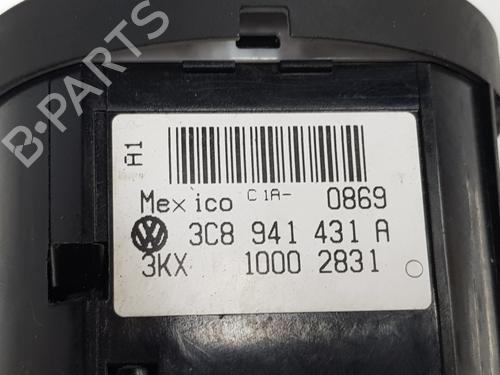 B-PARTS
A1
Mexico C1A- 0869
3C8 941 431 A
3KX 1000 2831